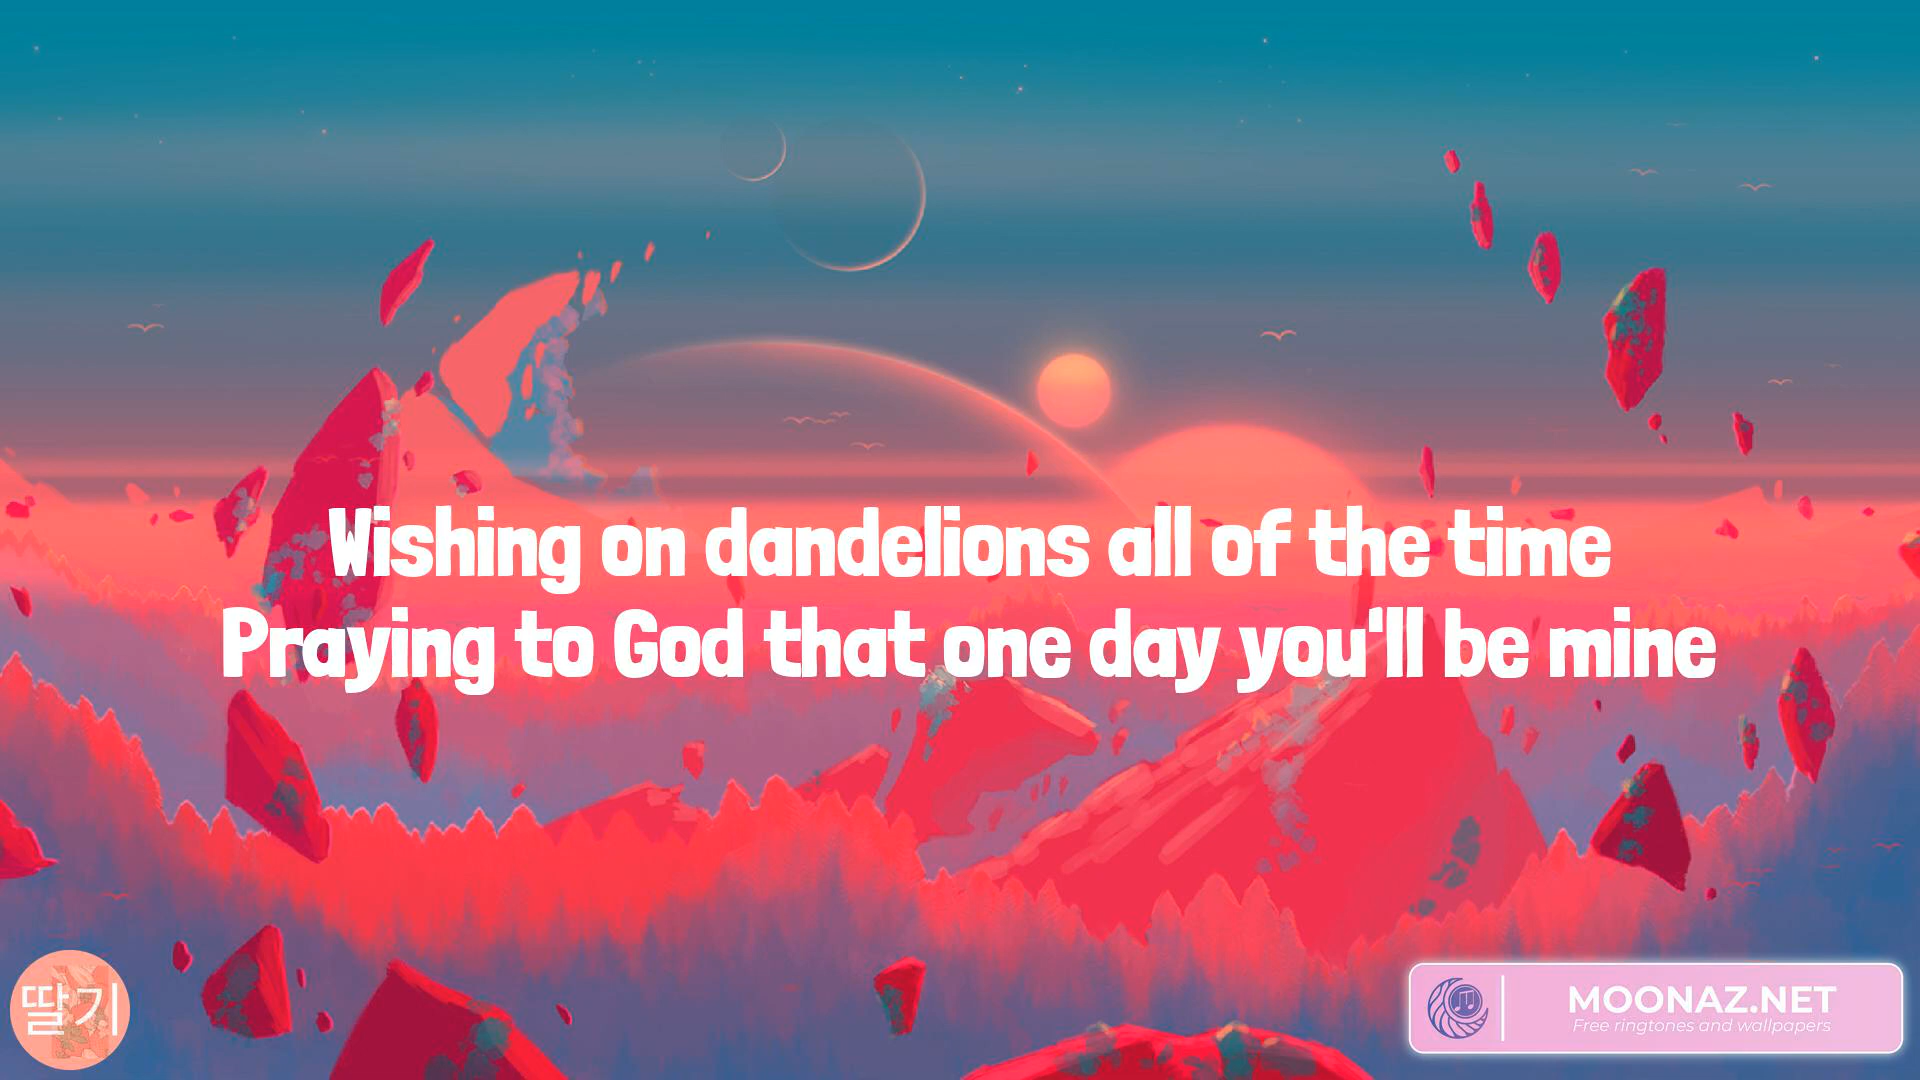 Wishing on dandelions all of the time
Praying to God that one day you'll be mine
딸기
MOONAZ.NET
Free ringtones and wallpapers